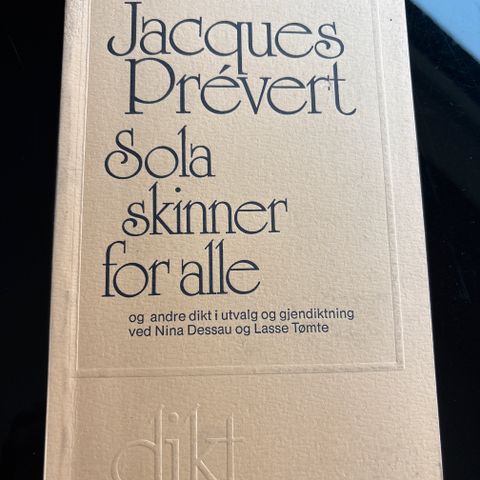 Jacques
Prévert
Sola
skinner
for alle
og andre dikt i utvalg og gjendiktning
ved Nina Dessau og Lasse Tømte
dikt